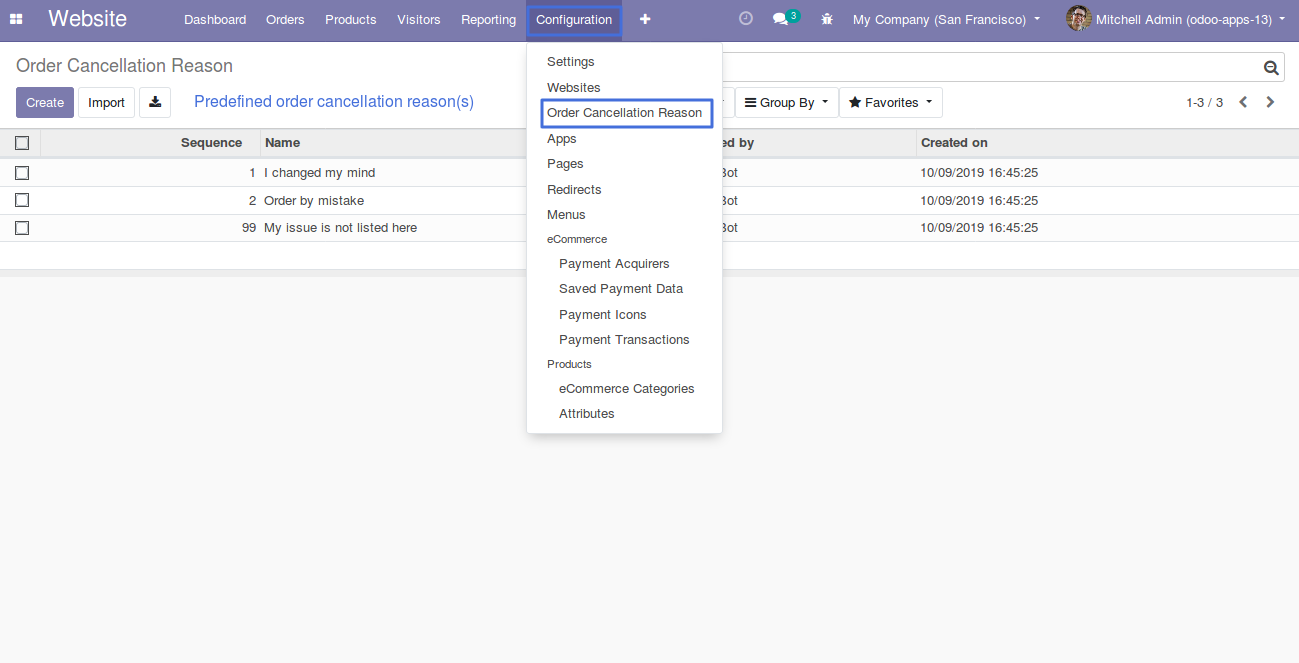 Website Dashboard Orders Products Visitors Reporting Configuration 3 My Company (San Francisco) Mitchell Admin (odoo-apps-13)
Order Cancellation Reason
Create Import Predefined order cancellation reason(s) Group By Favorites 1-3 / 3
Sequence Name by Created on
1 I changed my mind 10/09/2019 16:45:25
2 Order by mistake 10/09/2019 16:45:25
99 My issue is not listed here 10/09/2019 16:45:25
Settings
Websites
Order Cancellation Reason
Apps
Pages
Redirects
Menus
eCommerce
Payment Acquirers
Saved Payment Data
Payment Icons
Payment Transactions
Products
eCommerce Categories
Attributes